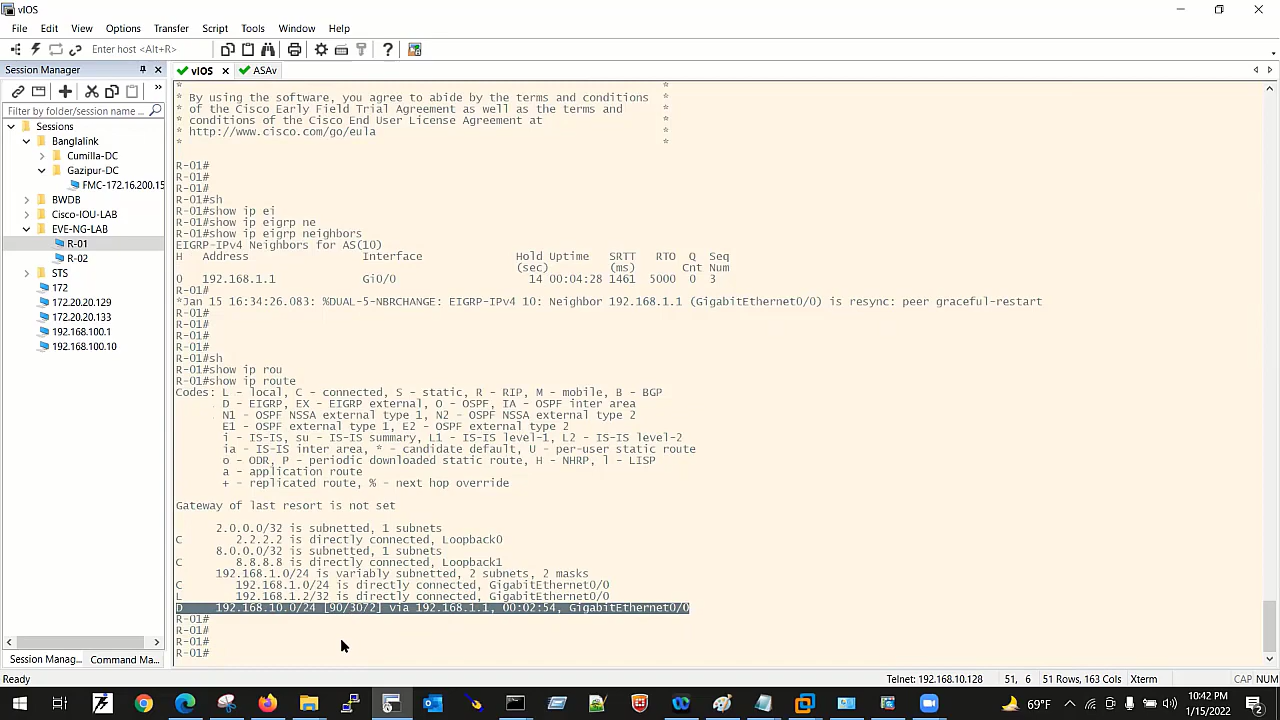 vIOS
File Edit View Options Transfer Script Tools Window Help
Enter host <Alt+R>
Session Manager
vIOS
ASAv
Filter by folder/session name
Sessions
Banglalink
Cumilla-DC
Gazipur-DC
FMC-172.16.200.15
BWDB
Cisco-IOU-LAB
EVE-NG-LAB
R-01
R-02
STS
172
172.20.20.129
172.20.20.133
192.168.100.1
192.168.100.10
Session Manag...
Command Ma...
* *
* By using the software, you agree to abide by the terms and conditions *
* of the Cisco Early Field Trial Agreement as well as the terms and *
* conditions of the Cisco End User License Agreement at *
* http://www.cisco.com/go/eula *
* *
R-01#
R-01#
R-01#
R-01#sh
R-01#show ip ei
R-01#show ip eigrp ne
R-01#show ip eigrp neighbors
EIGRP-IPv4 Neighbors for AS(10)
H Address Interface Hold Uptime SRTT RTO Q Seq
(sec) (ms) Cnt Num
0 192.168.1.1 Gi0/0 14 00:04:28 1461 5000 0 3
R-01#
*Jan 15 16:34:26.083: %DUAL-5-NBRCHANGE: EIGRP-IPv4 10: Neighbor 192.168.1.1 (GigabitEthernet0/0) is resync: peer graceful-restart
R-01#
R-01#
R-01#
R-01#
R-01#sh
R-01#show ip rou
R-01#show ip route
Codes: L - local, C - connected, S - static, R - RIP, M - mobile, B - BGP
D - EIGRP, EX - EIGRP external, O - OSPF, IA - OSPF inter area
N1 - OSPF NSSA external type 1, N2 - OSPF NSSA external type 2
E1 - OSPF external type 1, E2 - OSPF external type 2
i - IS-IS, su - IS-IS summary, L1 - IS-IS level-1, L2 - IS-IS level-2
ia - IS-IS inter area, * - candidate default, U - per-user static route
o - ODR, P - periodic downloaded static route, H - NHRP, l - LISP
a - application route
+ - replicated route, % - next hop override
Gateway of last resort is not set
2.0.0.0/32 is subnetted, 1 subnets
C 2.2.2.2 is directly connected, Loopback0
8.0.0.0/32 is subnetted, 1 subnets
C 8.8.8.8 is directly connected, Loopback1
192.168.1.0/24 is variably subnetted, 2 subnets, 2 masks
C 192.168.1.0/24 is directly connected, GigabitEthernet0/0
L 192.168.1.2/32 is directly connected, GigabitEthernet0/0
D 192.168.10.0/24 [90/3072] via 192.168.1.1, 00:02:54, GigabitEthernet0/0
R-01#
R-01#
R-01#
R-01#
Ready
Telnet: 192.168.10.128 51, 6 51 Rows, 163 Cols Xterm CAP NUM
69°F
10:42 PM
1/15/2022